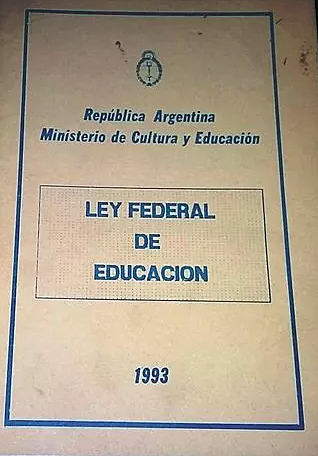 República Argentina
Ministerio de Cultura y Educación
LEY FEDERAL
DE
EDUCACION
1993